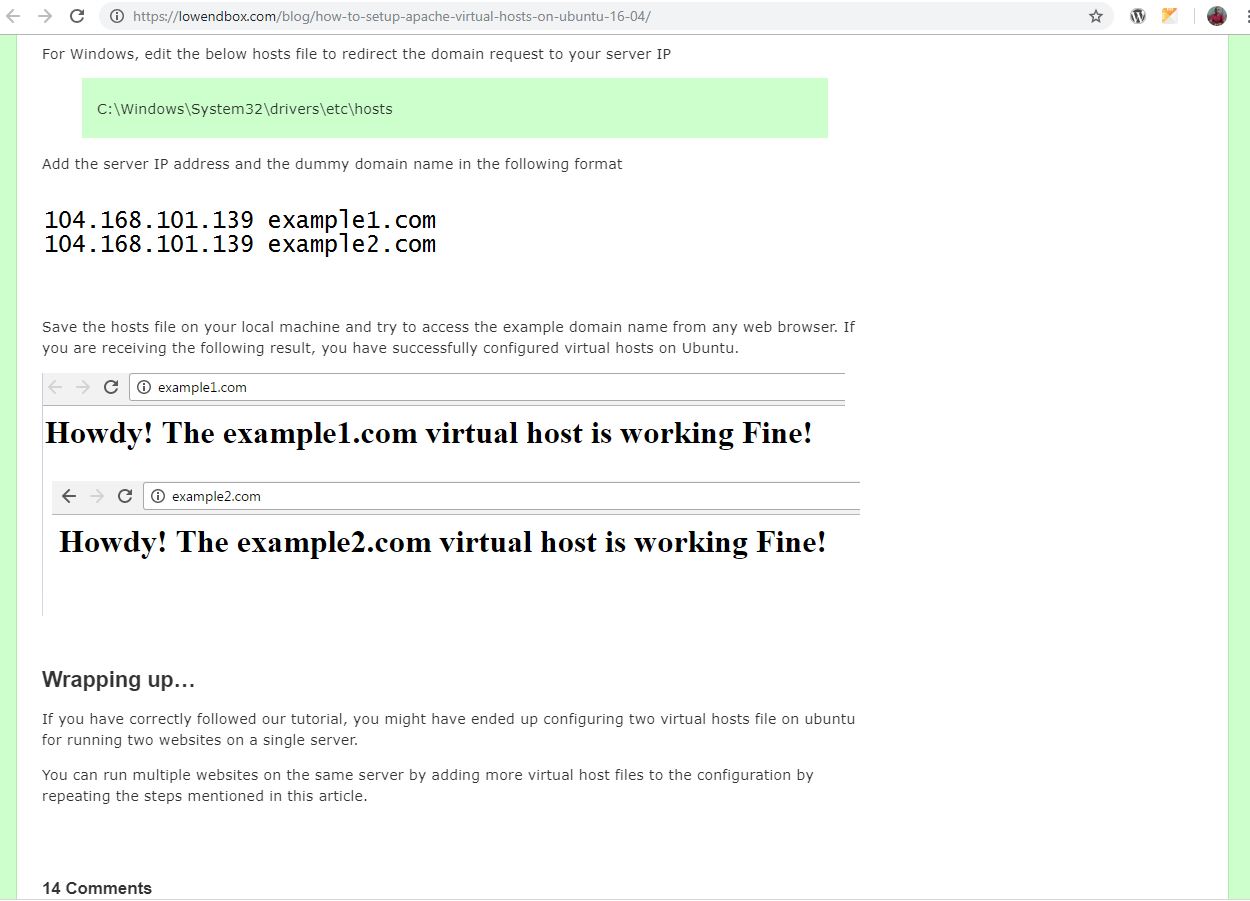 https://lowendbox.com/blog/how-to-setup-apache-virtual-hosts-on-ubuntu-16-04/
For Windows, edit the below hosts file to redirect the domain request to your server IP
C:\Windows\System32\drivers\etc\hosts
Add the server IP address and the dummy domain name in the following format
104.168.101.139 example1.com
104.168.101.139 example2.com
Save the hosts file on your local machine and try to access the example domain name from any web browser. If
you are receiving the following result, you have successfully configured virtual hosts on Ubuntu.
example1.com
Howdy! The example1.com virtual host is working Fine!
example2.com
Howdy! The example2.com virtual host is working Fine!
Wrapping up…
If you have correctly followed our tutorial, you might have ended up configuring two virtual hosts file on ubuntu
for running two websites on a single server.
You can run multiple websites on the same server by adding more virtual host files to the configuration by
repeating the steps mentioned in this article.
14 Comments